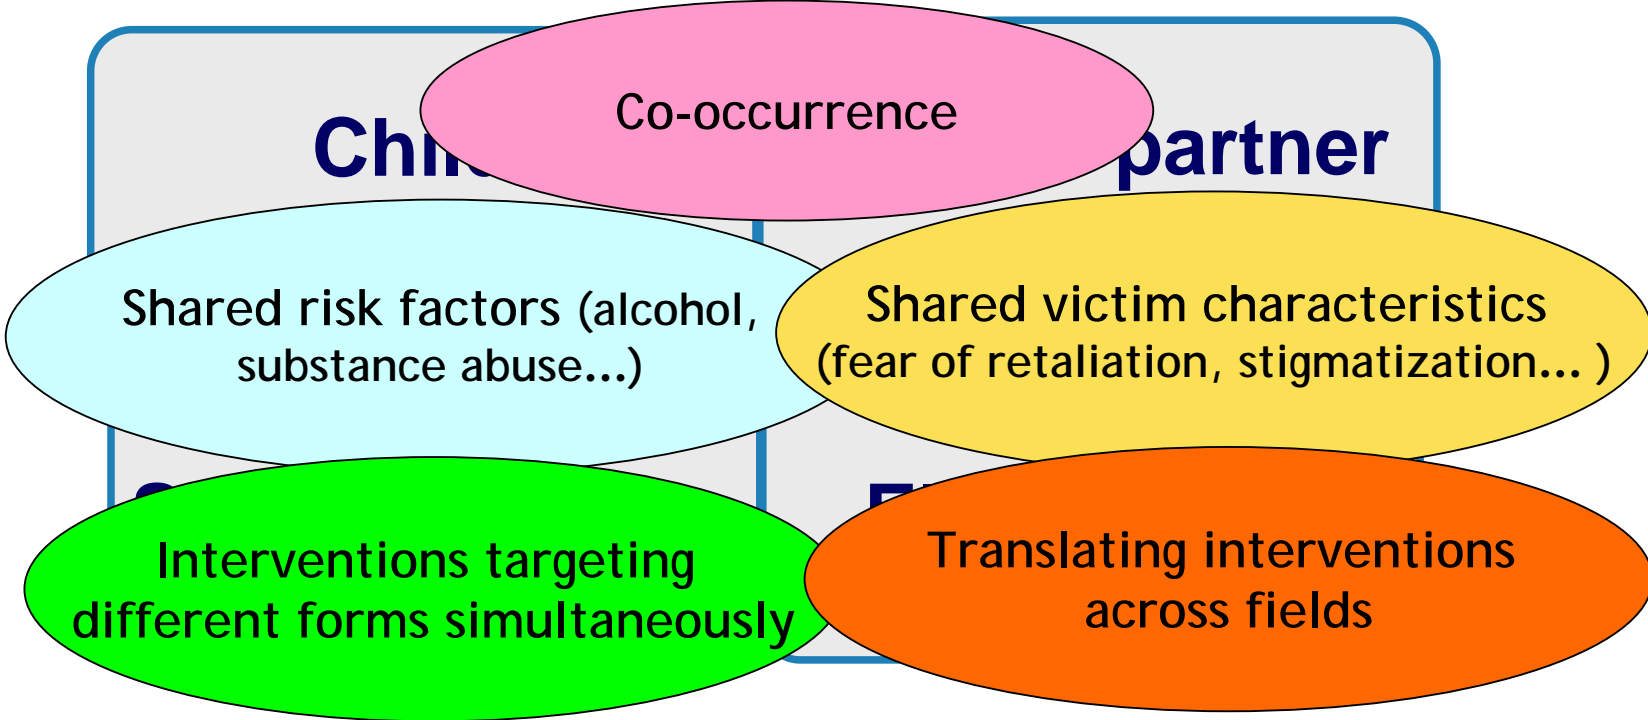 Co-occurrence
partner
Shared risk factors (alcohol,
substance abuse...)
Shared victim characteristics
(fear of retaliation, stigmatization... )
Interventions targeting
different forms simultaneously
Translating interventions
across fields